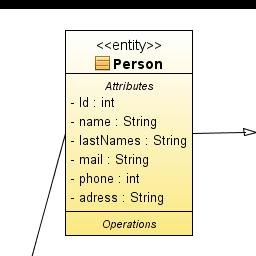 <<entity>>
Person
Attributes
- Id : int
- name : String
- lastNames : String
- mail : String
- phone : int
- adress : String
Operations